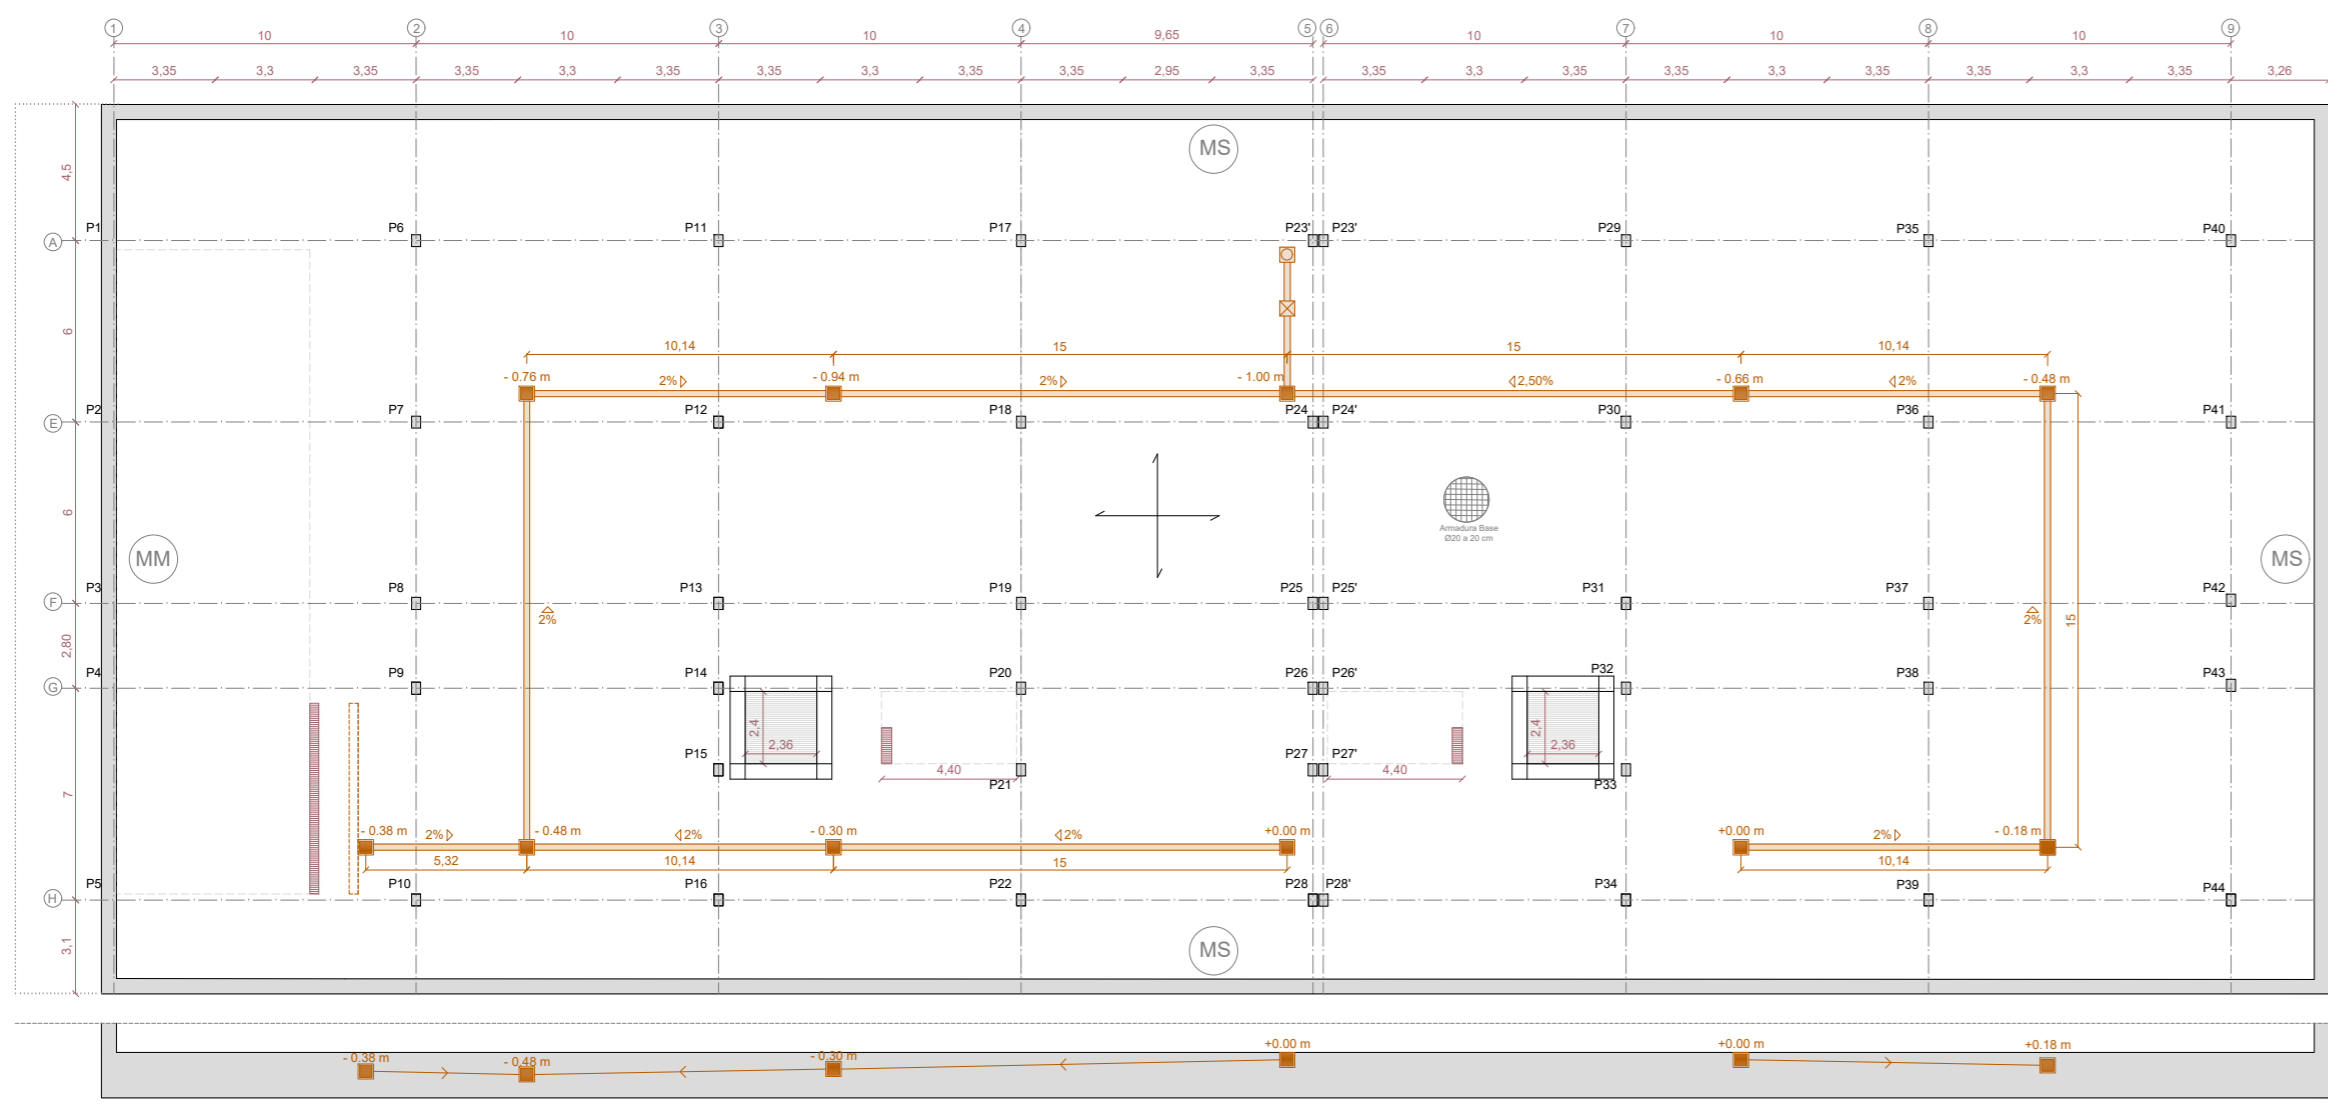 1 2 3 4 5 6 7 8 9
10 10 10 9,65 10 10 10
3,35 3,3 3,35 3,35 3,3 3,35 3,35 3,3 3,35 3,35 2,95 3,35 3,35 3,3 3,35 3,35 3,3 3,35 3,35 3,3 3,35 3,26
MS
4,5
P1 P6 P11 P17 P23' P23' P29 P35 P40
A
6
10,14 15 15 10,14
- 0.76 m 2% - 0.94 m 2% - 1.00 m 2,50% - 0.66 m 2% - 0.48 m
P2 P7 P12 P18 P24 P24' P30 P36 P41
E
6
Armadura Base
Ø20 a 20 cm
MM MS
P3 P8 P13 P19 P25 P25' P31 P37 P42
F
2% 2% 15
2,80
P4 P9 P14 P20 P26 P26' P32 P38 P43
G
2,4 2,36 2,4 2,36
P15 P27 P27'
4,40 4,40
P21 P33
7
- 0.38 m 2% - 0.48 m 2% - 0.30 m 2% +0.00 m +0.00 m 2% - 0.18 m
5,32 10,14 15 10,14
P5 P10 P16 P22 P28 P28' P34 P39 P44
H
3,1
MS
- 0.38 m - 0.48 m - 0.30 m +0.00 m +0.00 m +0.18 m